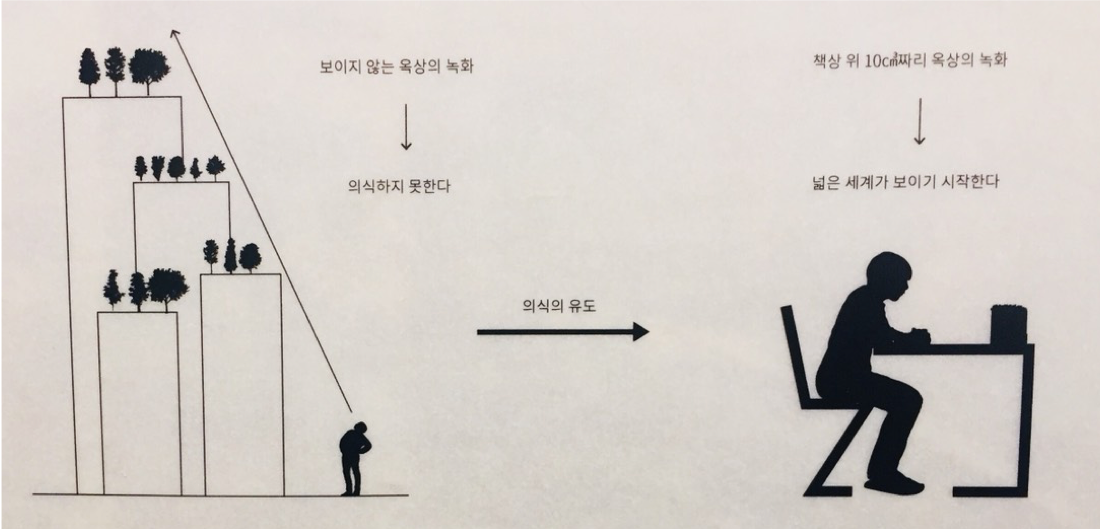 보이지 않는 옥상의 녹화
의식하지 못한다
의식의 유도
책상 위 10c㎡짜리 옥상의 녹화
넓은 세계가 보이기 시작한다